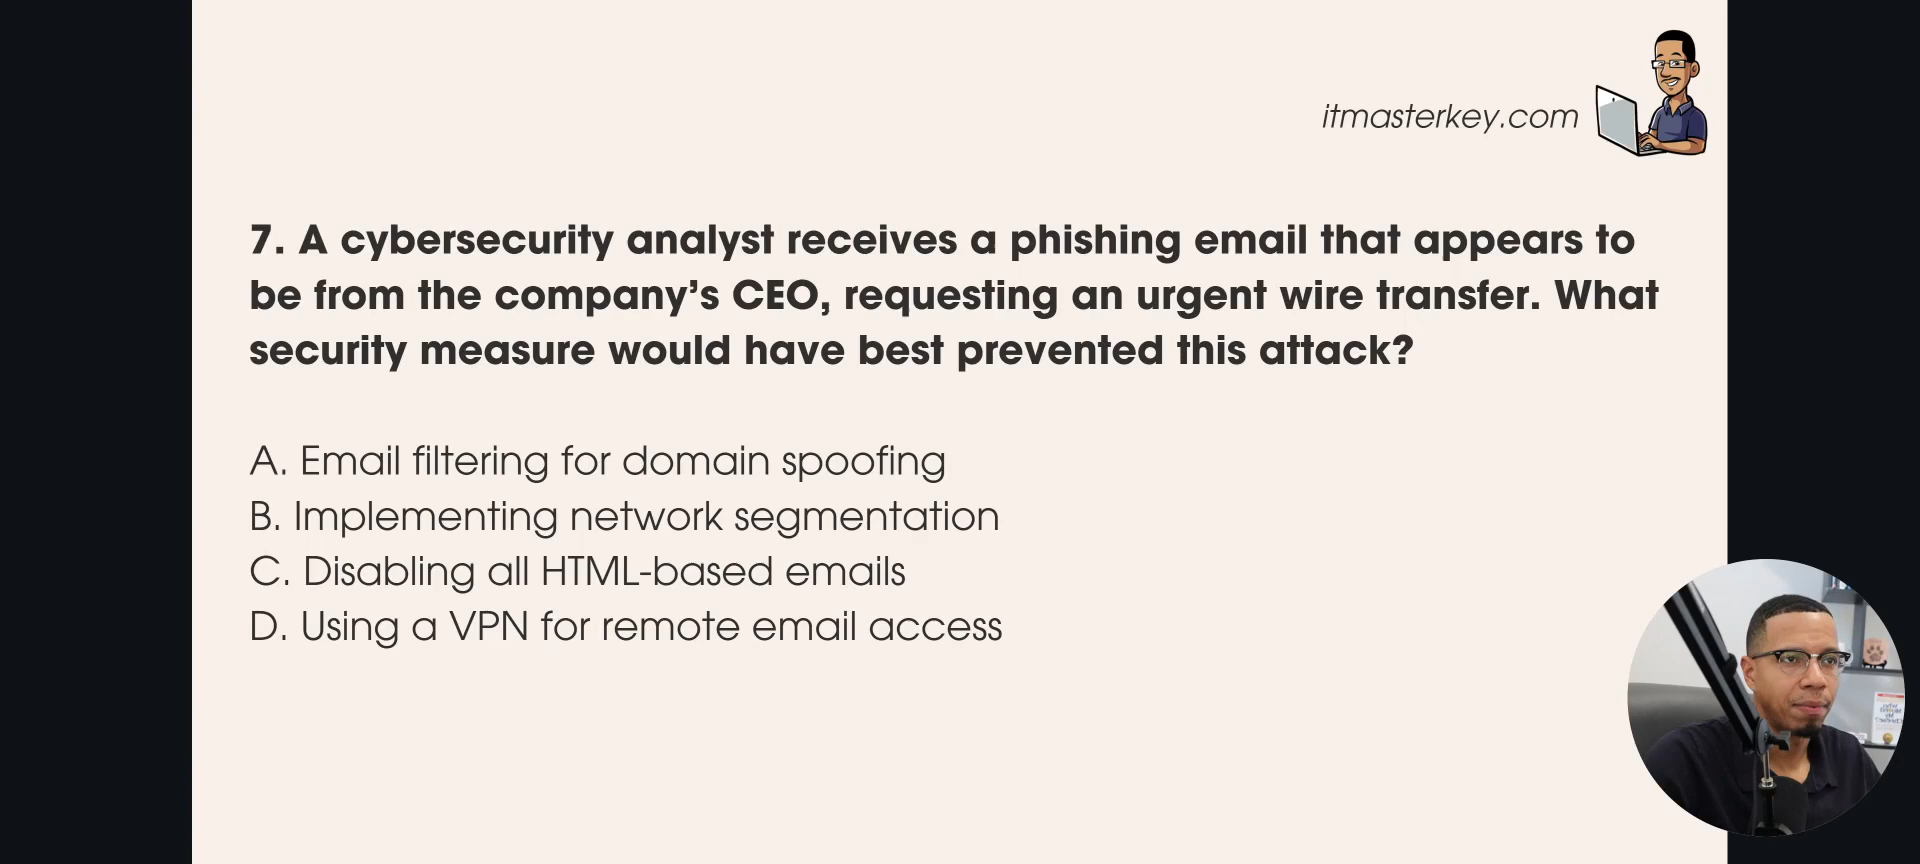 itmasterkey.com
7. A cybersecurity analyst receives a phishing email that appears to
be from the company’s CEO, requesting an urgent wire transfer. What
security measure would have best prevented this attack?
A. Email filtering for domain spoofing
B. Implementing network segmentation
C. Disabling all HTML-based emails
D. Using a VPN for remote email access